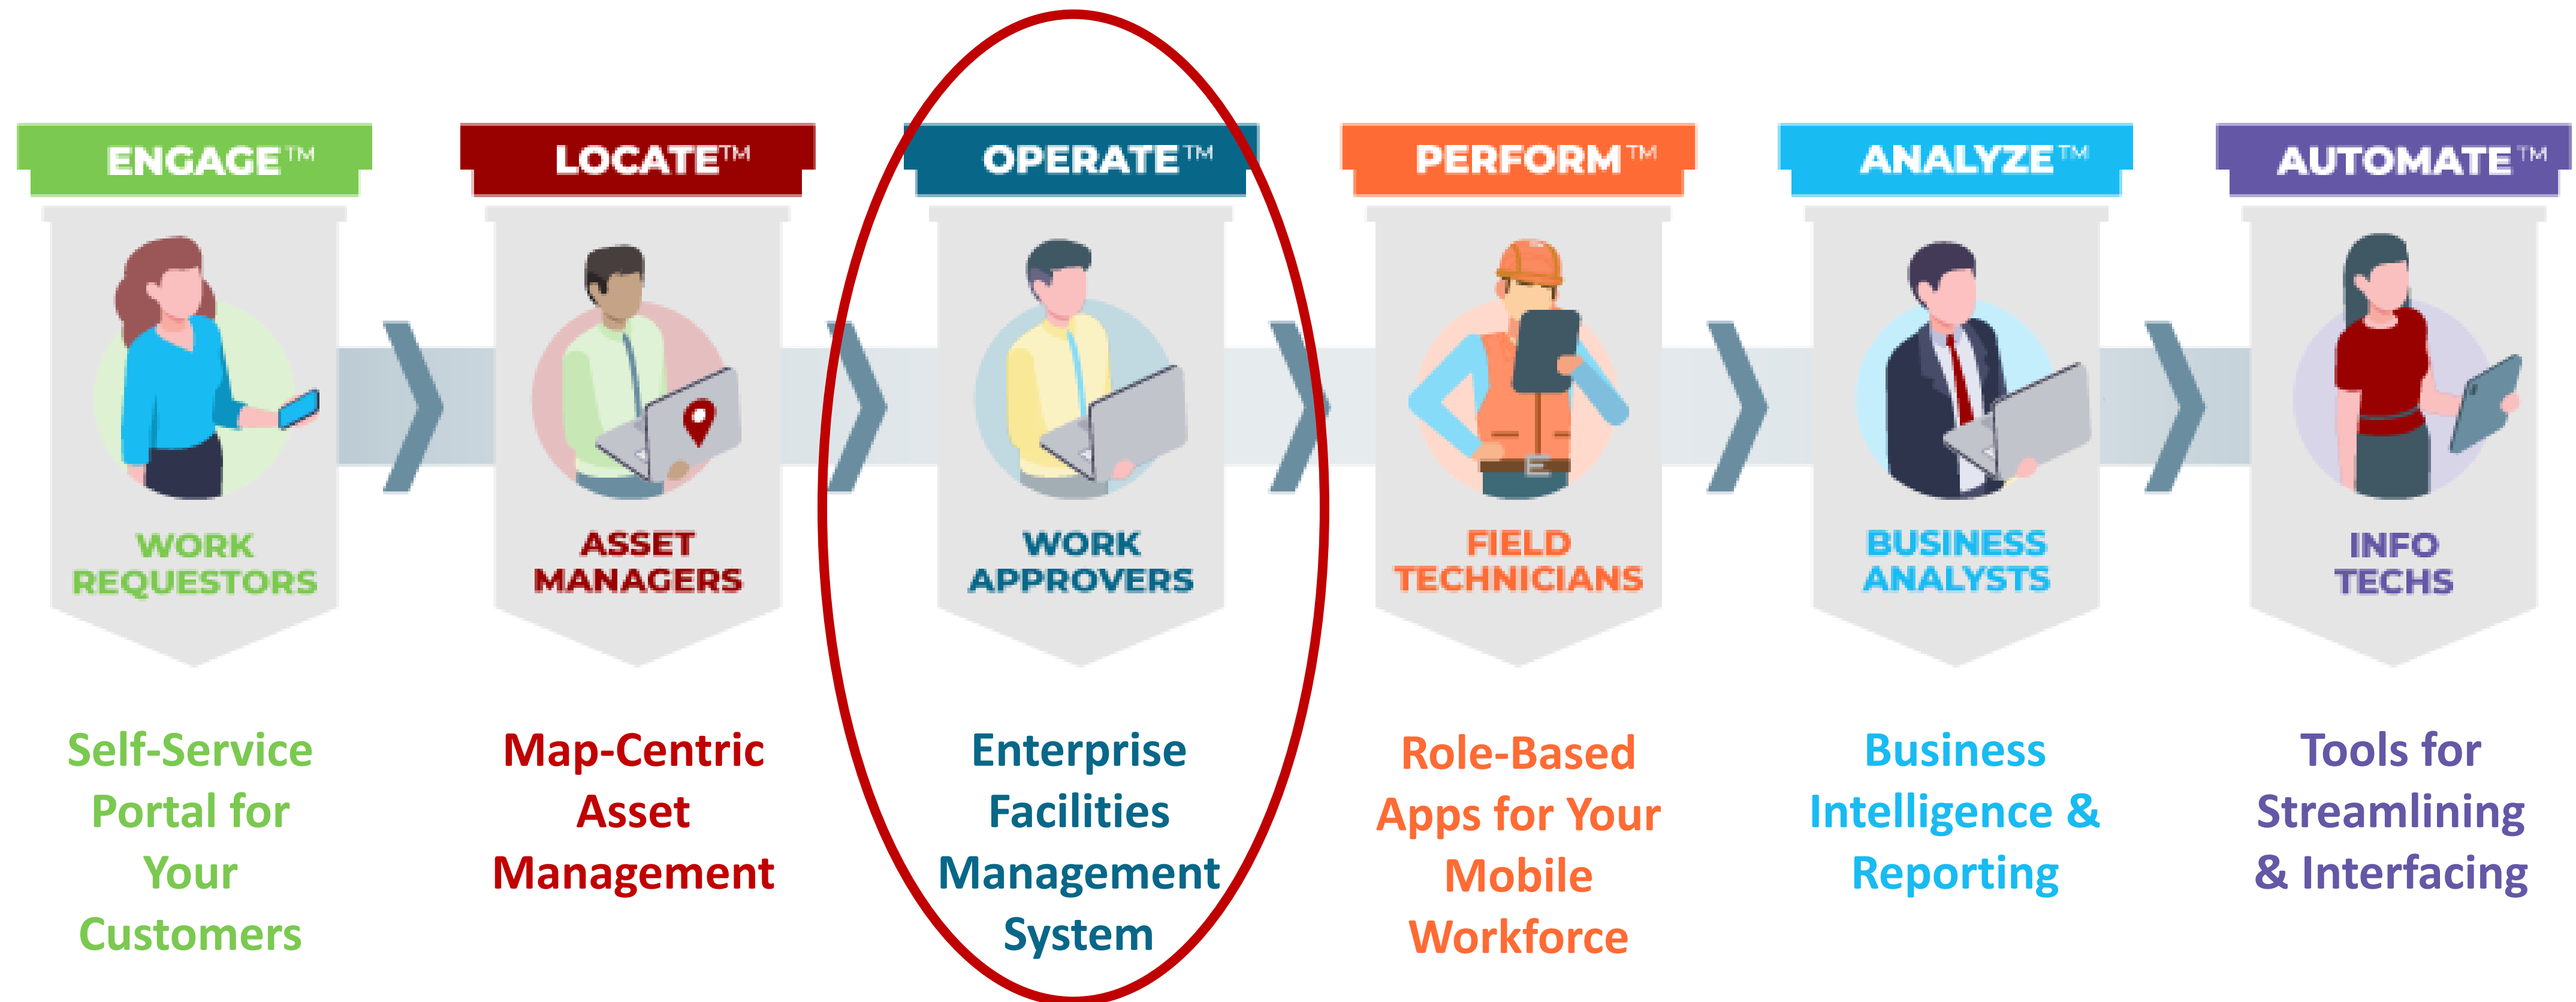 ENGAGE™
LOCATE™
OPERATE™
PERFORM™
ANALYZE™
AUTOMATE™
WORK
REQUESTORS
ASSET
MANAGERS
WORK
APPROVERS
FIELD
TECHNICIANS
BUSINESS
ANALYSTS
INFO
TECHS
Self-Service
Portal for
Your
Customers
Map-Centric
Asset
Management
Enterprise
Facilities
Management
System
Role-Based
Apps for Your
Mobile
Workforce
Business
Intelligence &
Reporting
Tools for
Streamlining
& Interfacing